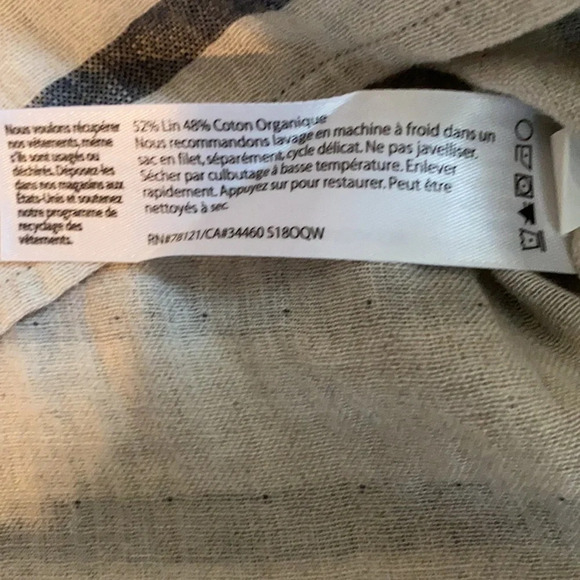 Nous voulons récupérer
nos vêtements, même
s'ils sont usagés ou
déchirés. Déposez-les
dans nos magasins aux
États-Unis et soutenez
notre programme de
recyclage des
vêtements.
52% Lin 48% Coton Organique
Nous recommandons lavage en machine à froid dans un
sac en filet, séparément, cycle délicat. Ne pas javelliser.
Sécher par culbutage à basse température. Enlever
rapidement. Appuyez sur pour restaurer. Peut être
nettoyés à sec
RN#78121/CA#34460 S18OQW